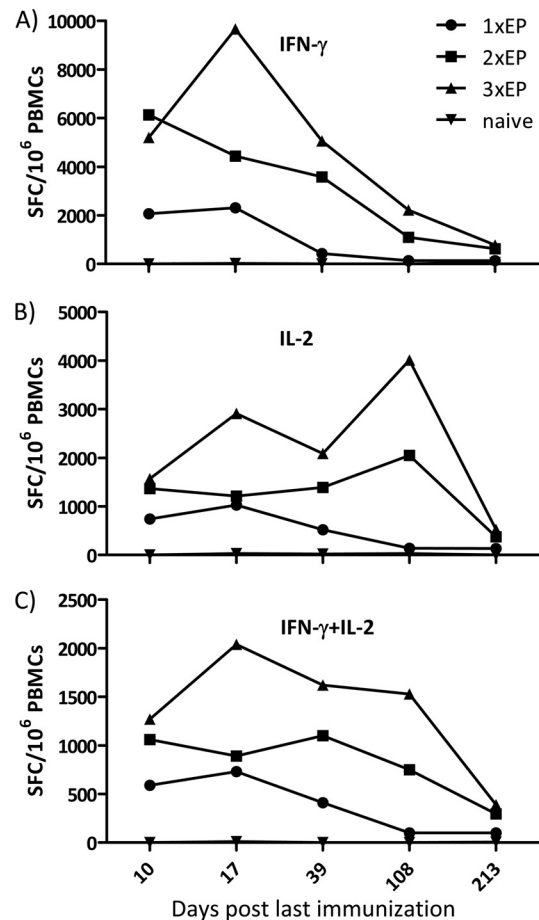 A)
IFN-γ
1xEP
2xEP
3xEP
naive
SFC/10⁶ PBMCs
10000
8000
6000
4000
2000
0
B)
IL-2
SFC/10⁶ PBMCs
5000
4000
3000
2000
1000
0
C)
IFN-γ+IL-2
SFC/10⁶ PBMCs
2500
2000
1500
1000
500
0
10 17 39 108 213
Days post last immunization